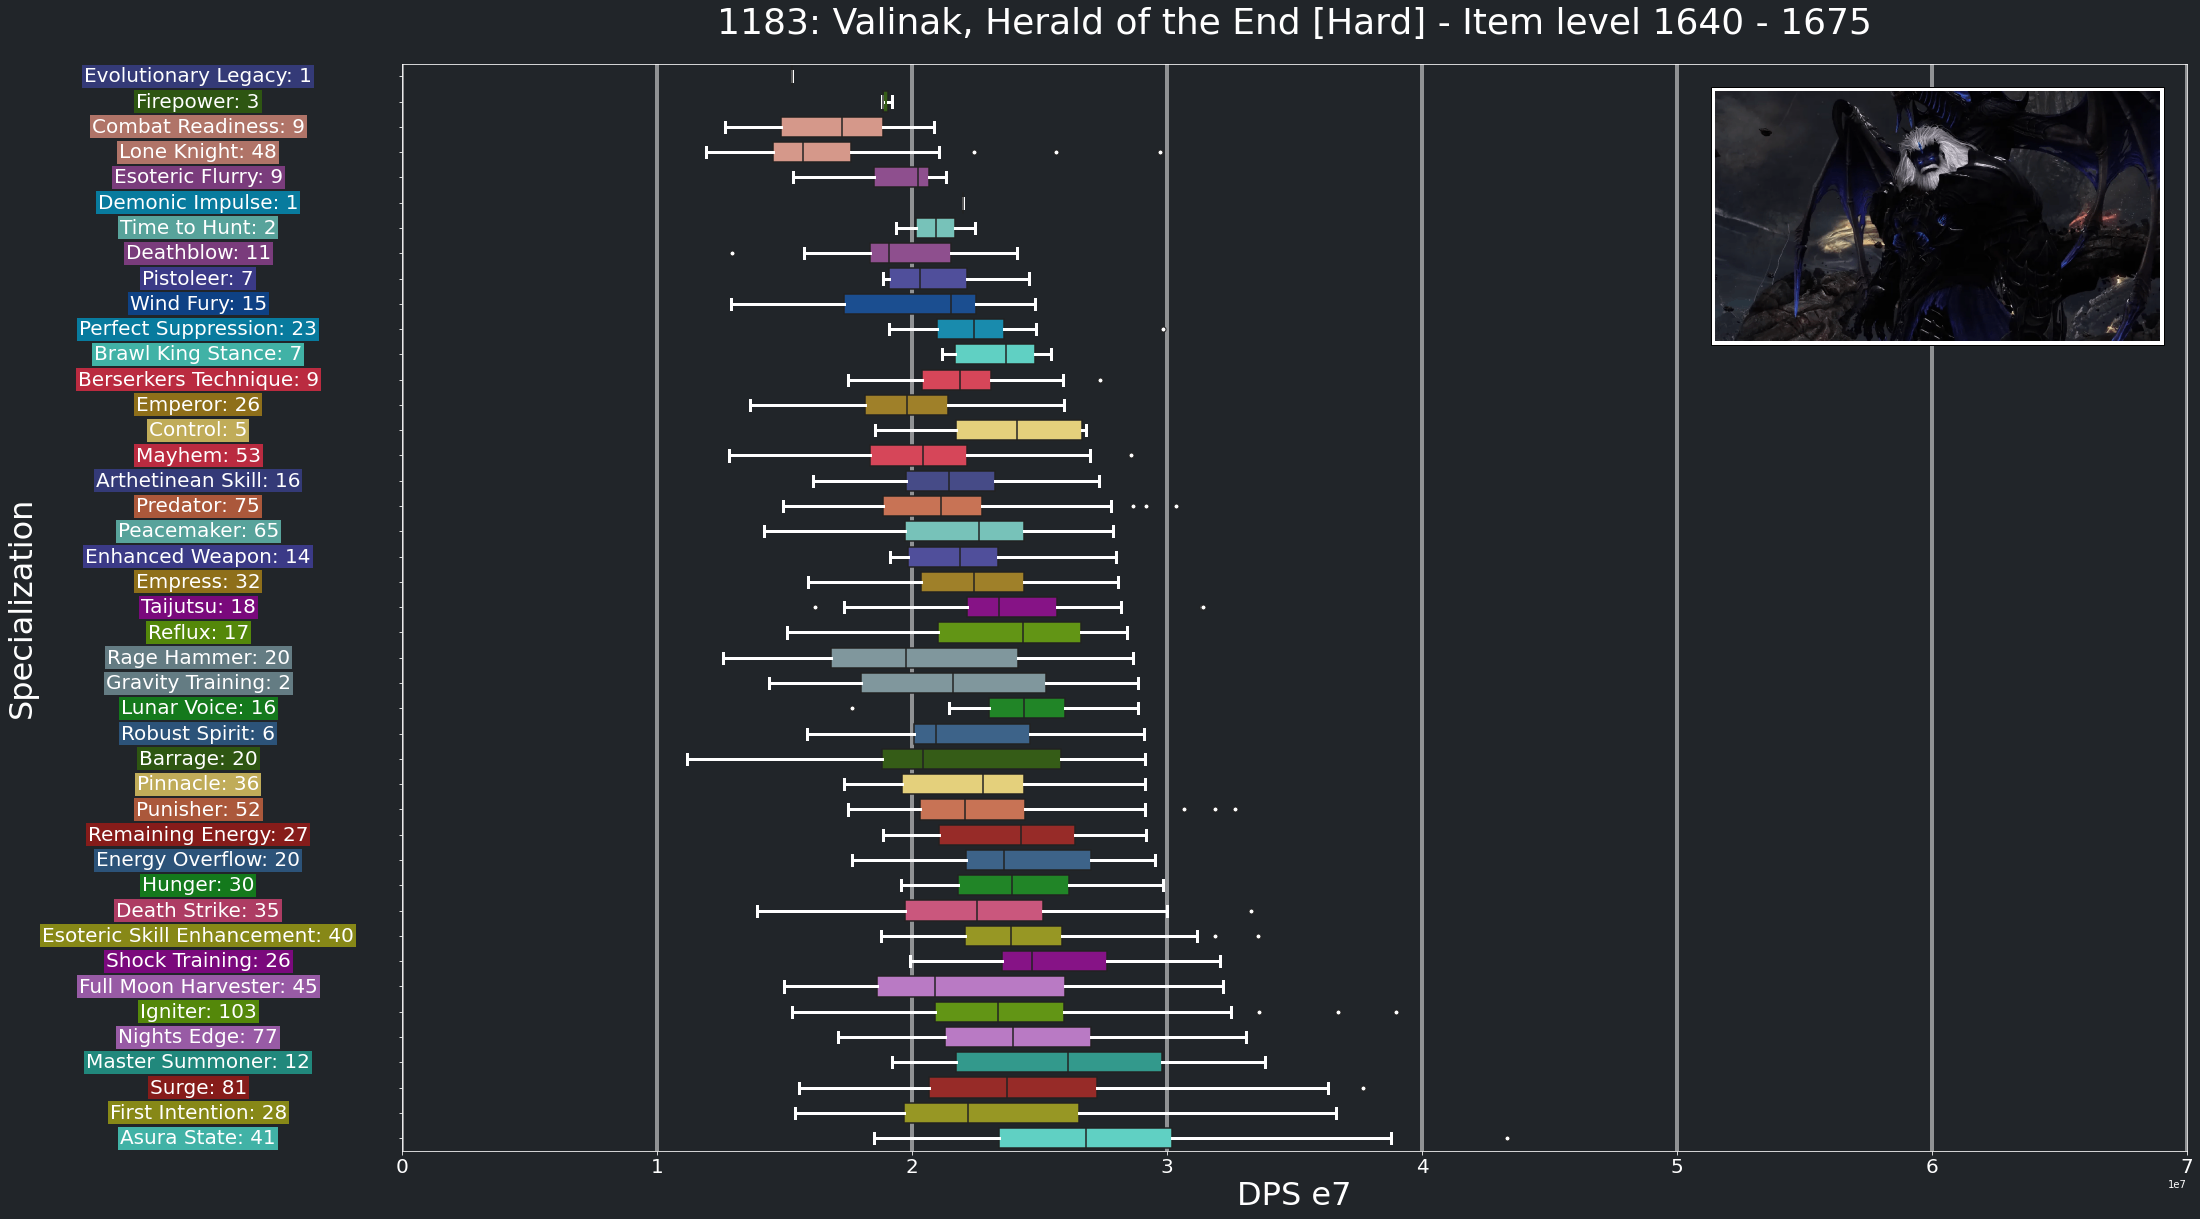 1183: Valinak, Herald of the End [Hard] - Item level 1640 - 1675
Specialization
Evolutionary Legacy: 1
Firepower: 3
Combat Readiness: 9
Lone Knight: 48
Esoteric Flurry: 9
Demonic Impulse: 1
Time to Hunt: 2
Deathblow: 11
Pistoleer: 7
Wind Fury: 15
Perfect Suppression: 23
Brawl King Stance: 7
Berserkers Technique: 9
Emperor: 26
Control: 5
Mayhem: 53
Arthetinean Skill: 16
Predator: 75
Peacemaker: 65
Enhanced Weapon: 14
Empress: 32
Taijutsu: 18
Reflux: 17
Rage Hammer: 20
Gravity Training: 2
Lunar Voice: 16
Robust Spirit: 6
Barrage: 20
Pinnacle: 36
Punisher: 52
Remaining Energy: 27
Energy Overflow: 20
Hunger: 30
Death Strike: 35
Esoteric Skill Enhancement: 40
Shock Training: 26
Full Moon Harvester: 45
Igniter: 103
Nights Edge: 77
Master Summoner: 12
Surge: 81
First Intention: 28
Asura State: 41
0 1 2 3 4 5 6 7
1e7
DPS e7